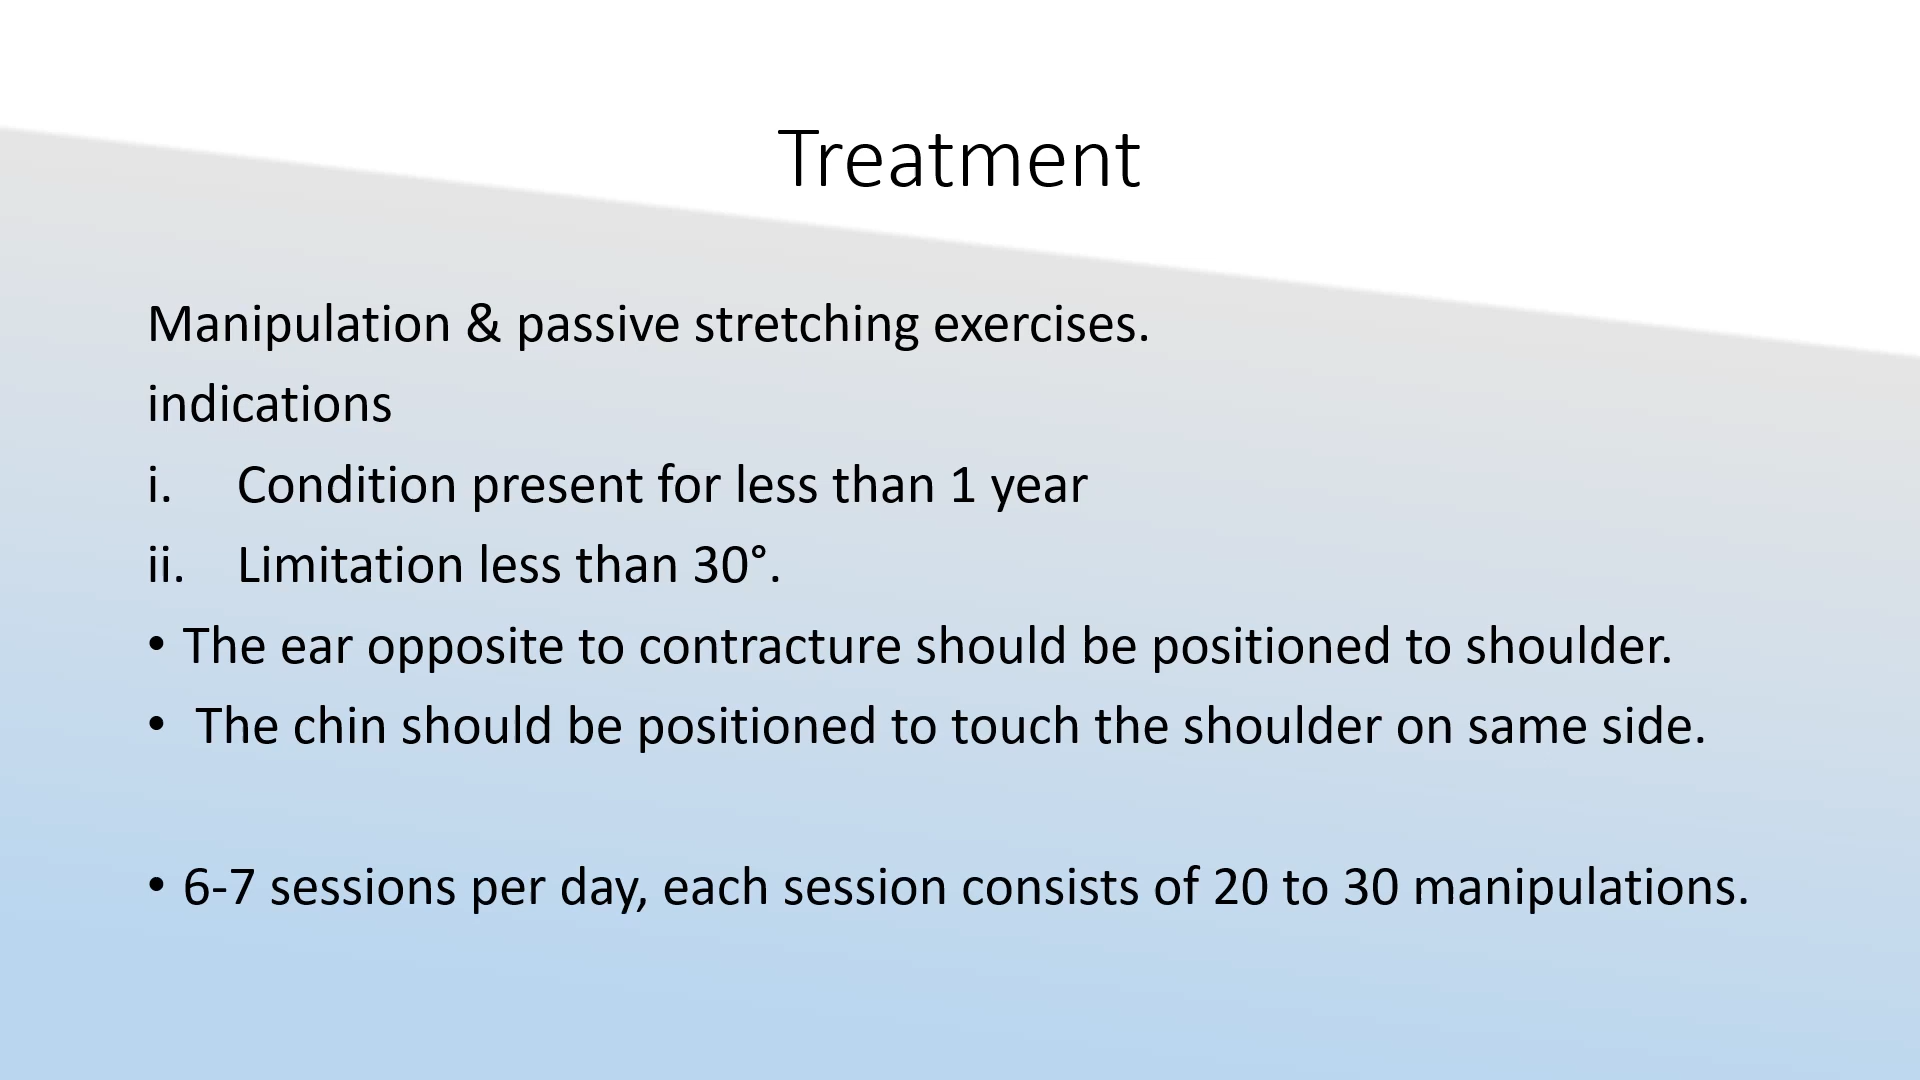 Treatment
Manipulation & passive stretching exercises.
indications
i. Condition present for less than 1 year
ii. Limitation less than 30°.
• The ear opposite to contracture should be positioned to shoulder.
• The chin should be positioned to touch the shoulder on same side.
• 6-7 sessions per day, each session consists of 20 to 30 manipulations.